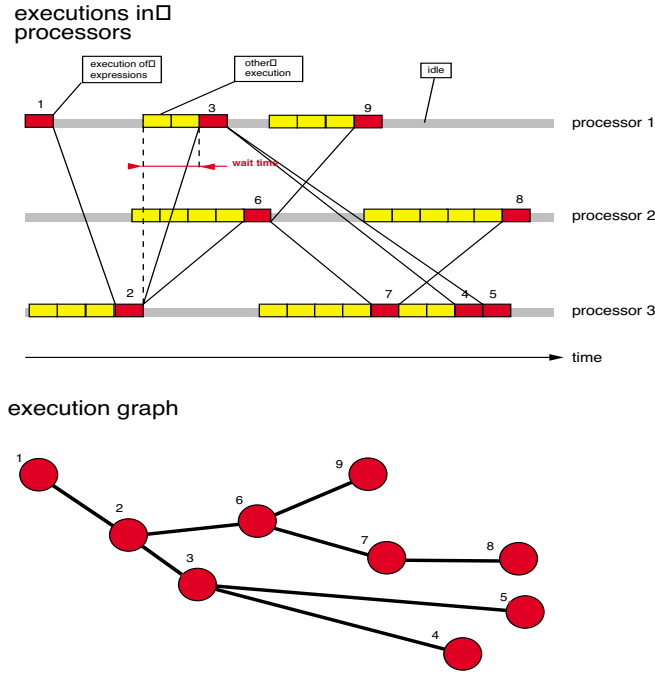 executions in□
processors
execution of□
expressions
other□
execution
idle
1
3
9
processor 1
wait time
6
8
processor 2
2
7
4
5
processor 3
time
execution graph
1
9
2
6
7
8
3
5
4